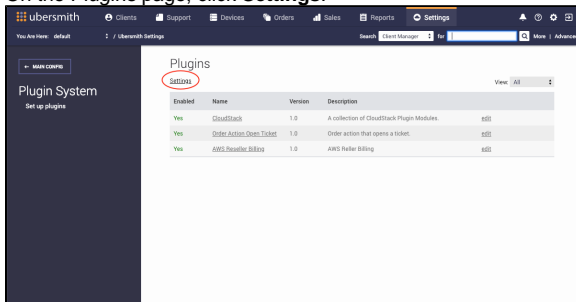 On the Plugins page, click Settings.
ubersmith Clients Support Devices Orders Sales Reports Settings
You Are Here: default / Ubersmith Settings Search Client Manager for More | Advanced
← MAIN CONFIG
Plugin System
Set up plugins
Plugins
Settings
View: All
Enabled Name Version Description
Yes CloudStack 1.0 A collection of CloudStack Plugin Modules. edit
Yes Order Action Open Ticket 1.0 Order action that opens a ticket. edit
Yes AWS Reseller Billing 1.0 AWS Reller Billing edit